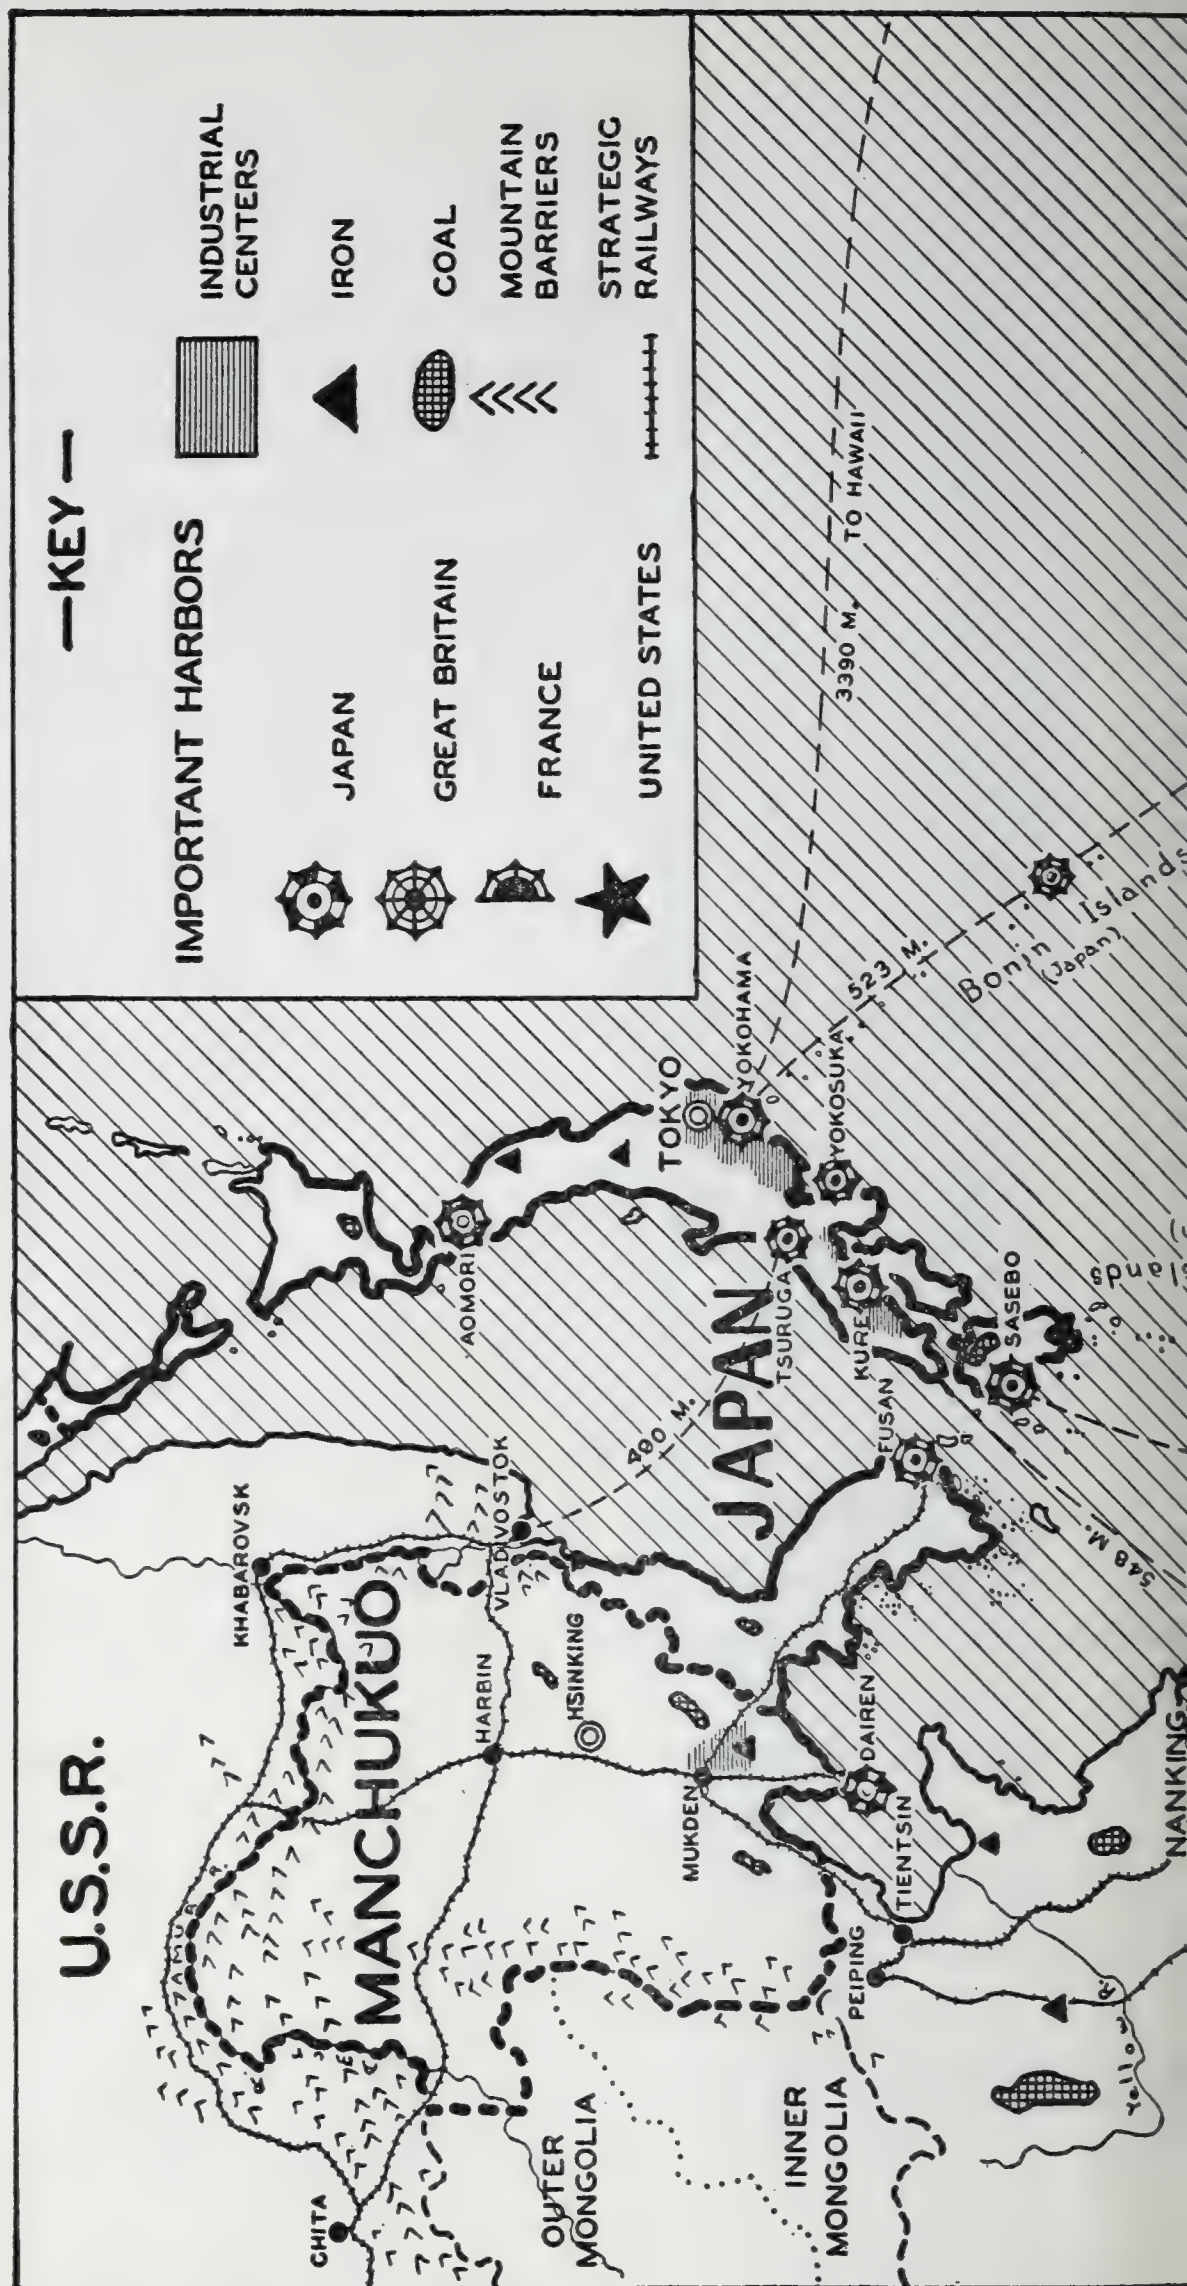 —KEY—
IMPORTANT HARBORS
JAPAN
GREAT BRITAIN
FRANCE
UNITED STATES
INDUSTRIAL
CENTERS
IRON
COAL
MOUNTAIN
BARRIERS
STRATEGIC
RAILWAYS
U.S.S.R.
CHITA
AMUR
KHABAROVSK
MANCHUKUO
OUTER
MONGOLIA
HARBIN
VLADIVOSTOK
HSINKING
AOMORI
490 M.
MUKDEN
INNER
MONGOLIA
PEIPING
TIENTSIN
DAIREN
JAPAN
TOKYO
YOKOHAMA
YOKOSUKA
TSURUGA
KURE
FUSAN
SASEBO
3390 M. TO HAWAII
523 M.
Bonin Islands
(Japan)
548 M.
Yellow R.
NANKING